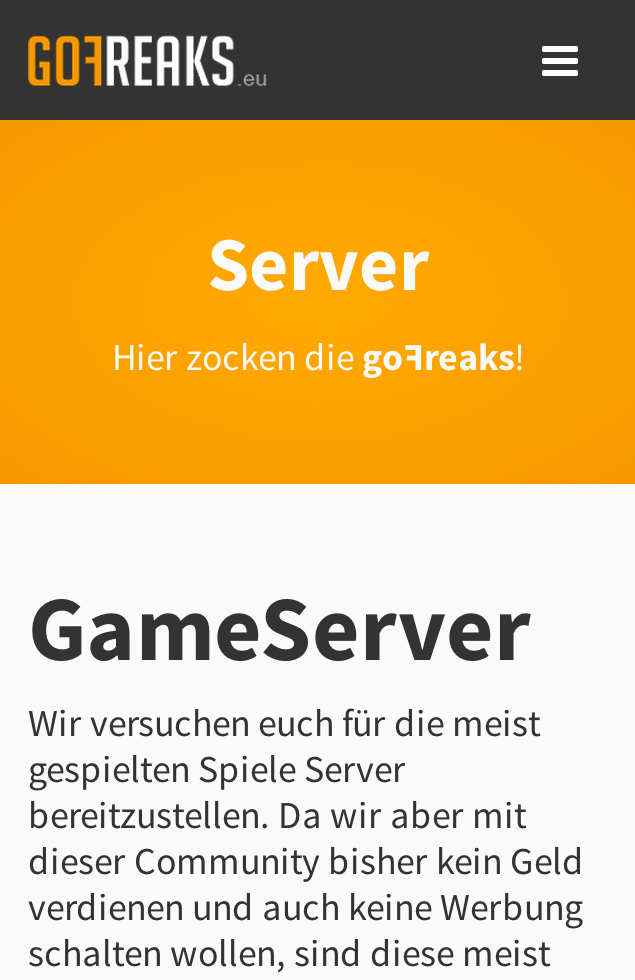 GOFREAKS.eu
Server
Hier zocken die goꟻreaks!
GameServer
Wir versuchen euch für die meist
gespielten Spiele Server
bereitzustellen. Da wir aber mit
dieser Community bisher kein Geld
verdienen und auch keine Werbung
schalten wollen, sind diese meist